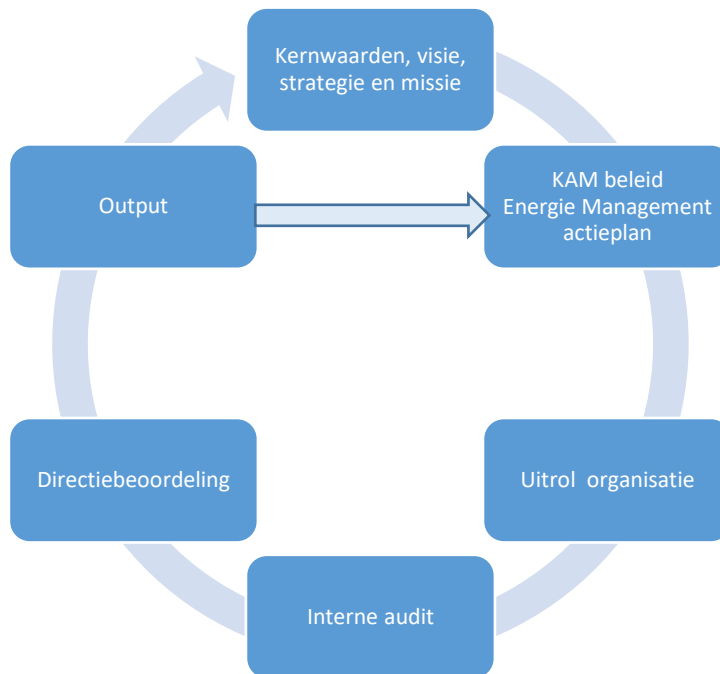 Kernwaarden, visie,
strategie en missie
Output
KAM beleid
Energie Management
actieplan
Directiebeoordeling
Uitrol organisatie
Interne audit